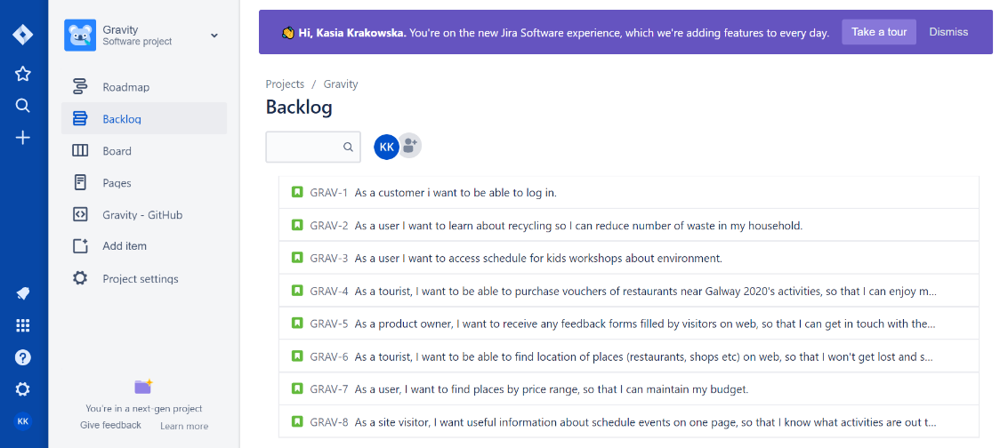 Gravity
Software project
Roadmap
Backlog
Board
Pages
Gravity - GitHub
Add item
Project settings
You're in a next-gen project
Give feedback Learn more
KK
Hi, Kasia Krakowska. You're on the new Jira Software experience, which we're adding features to every day. Take a tour Dismiss
Projects / Gravity
Backlog
KK
GRAV-1 As a customer i want to be able to log in.
GRAV-2 As a user I want to learn about recycling so I can reduce number of waste in my household.
GRAV-3 As a user I want to access schedule for kids workshops about environment.
GRAV-4 As a tourist, I want to be able to purchase vouchers of restaurants near Galway 2020's activities, so that I can enjoy m...
GRAV-5 As a product owner, I want to receive any feedback forms filled by visitors on web, so that I can get in touch with the...
GRAV-6 As a tourist, I want to be able to find location of places (restaurants, shops etc) on web, so that I won't get lost and s...
GRAV-7 As a user, I want to find places by price range, so that I can maintain my budget.
GRAV-8 As a site visitor, I want useful information about schedule events on one page, so that I know what activities are out t...